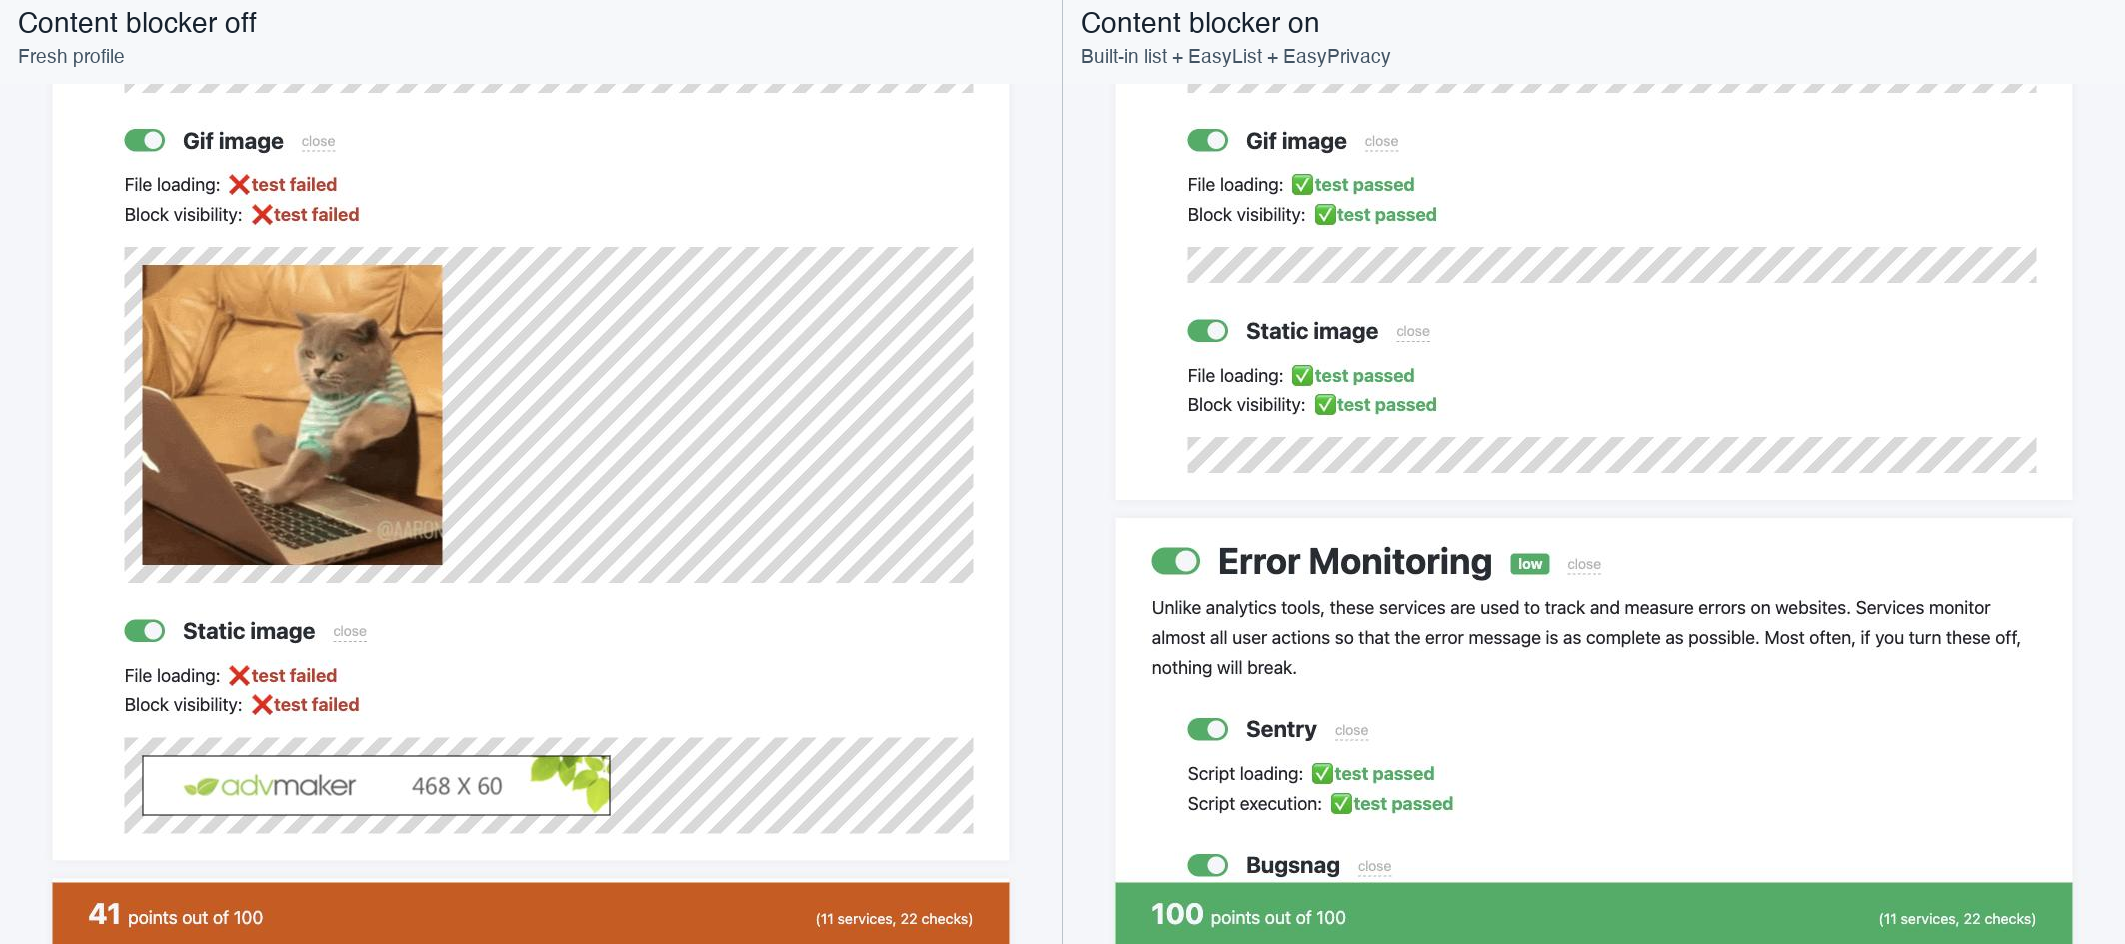 Content blocker off
Fresh profile
Gif image close
File loading: ❌test failed
Block visibility: ❌test failed
@AARON
Static image close
File loading: ❌test failed
Block visibility: ❌test failed
advmaker 468 X 60
41 points out of 100 (11 services, 22 checks)
Content blocker on
Built-in list + EasyList + EasyPrivacy
Gif image close
File loading: ✅test passed
Block visibility: ✅test passed
Static image close
File loading: ✅test passed
Block visibility: ✅test passed
Error Monitoring low close
Unlike analytics tools, these services are used to track and measure errors on websites. Services monitor
almost all user actions so that the error message is as complete as possible. Most often, if you turn these off,
nothing will break.
Sentry close
Script loading: ✅test passed
Script execution: ✅test passed
Bugsnag close
100 points out of 100 (11 services, 22 checks)